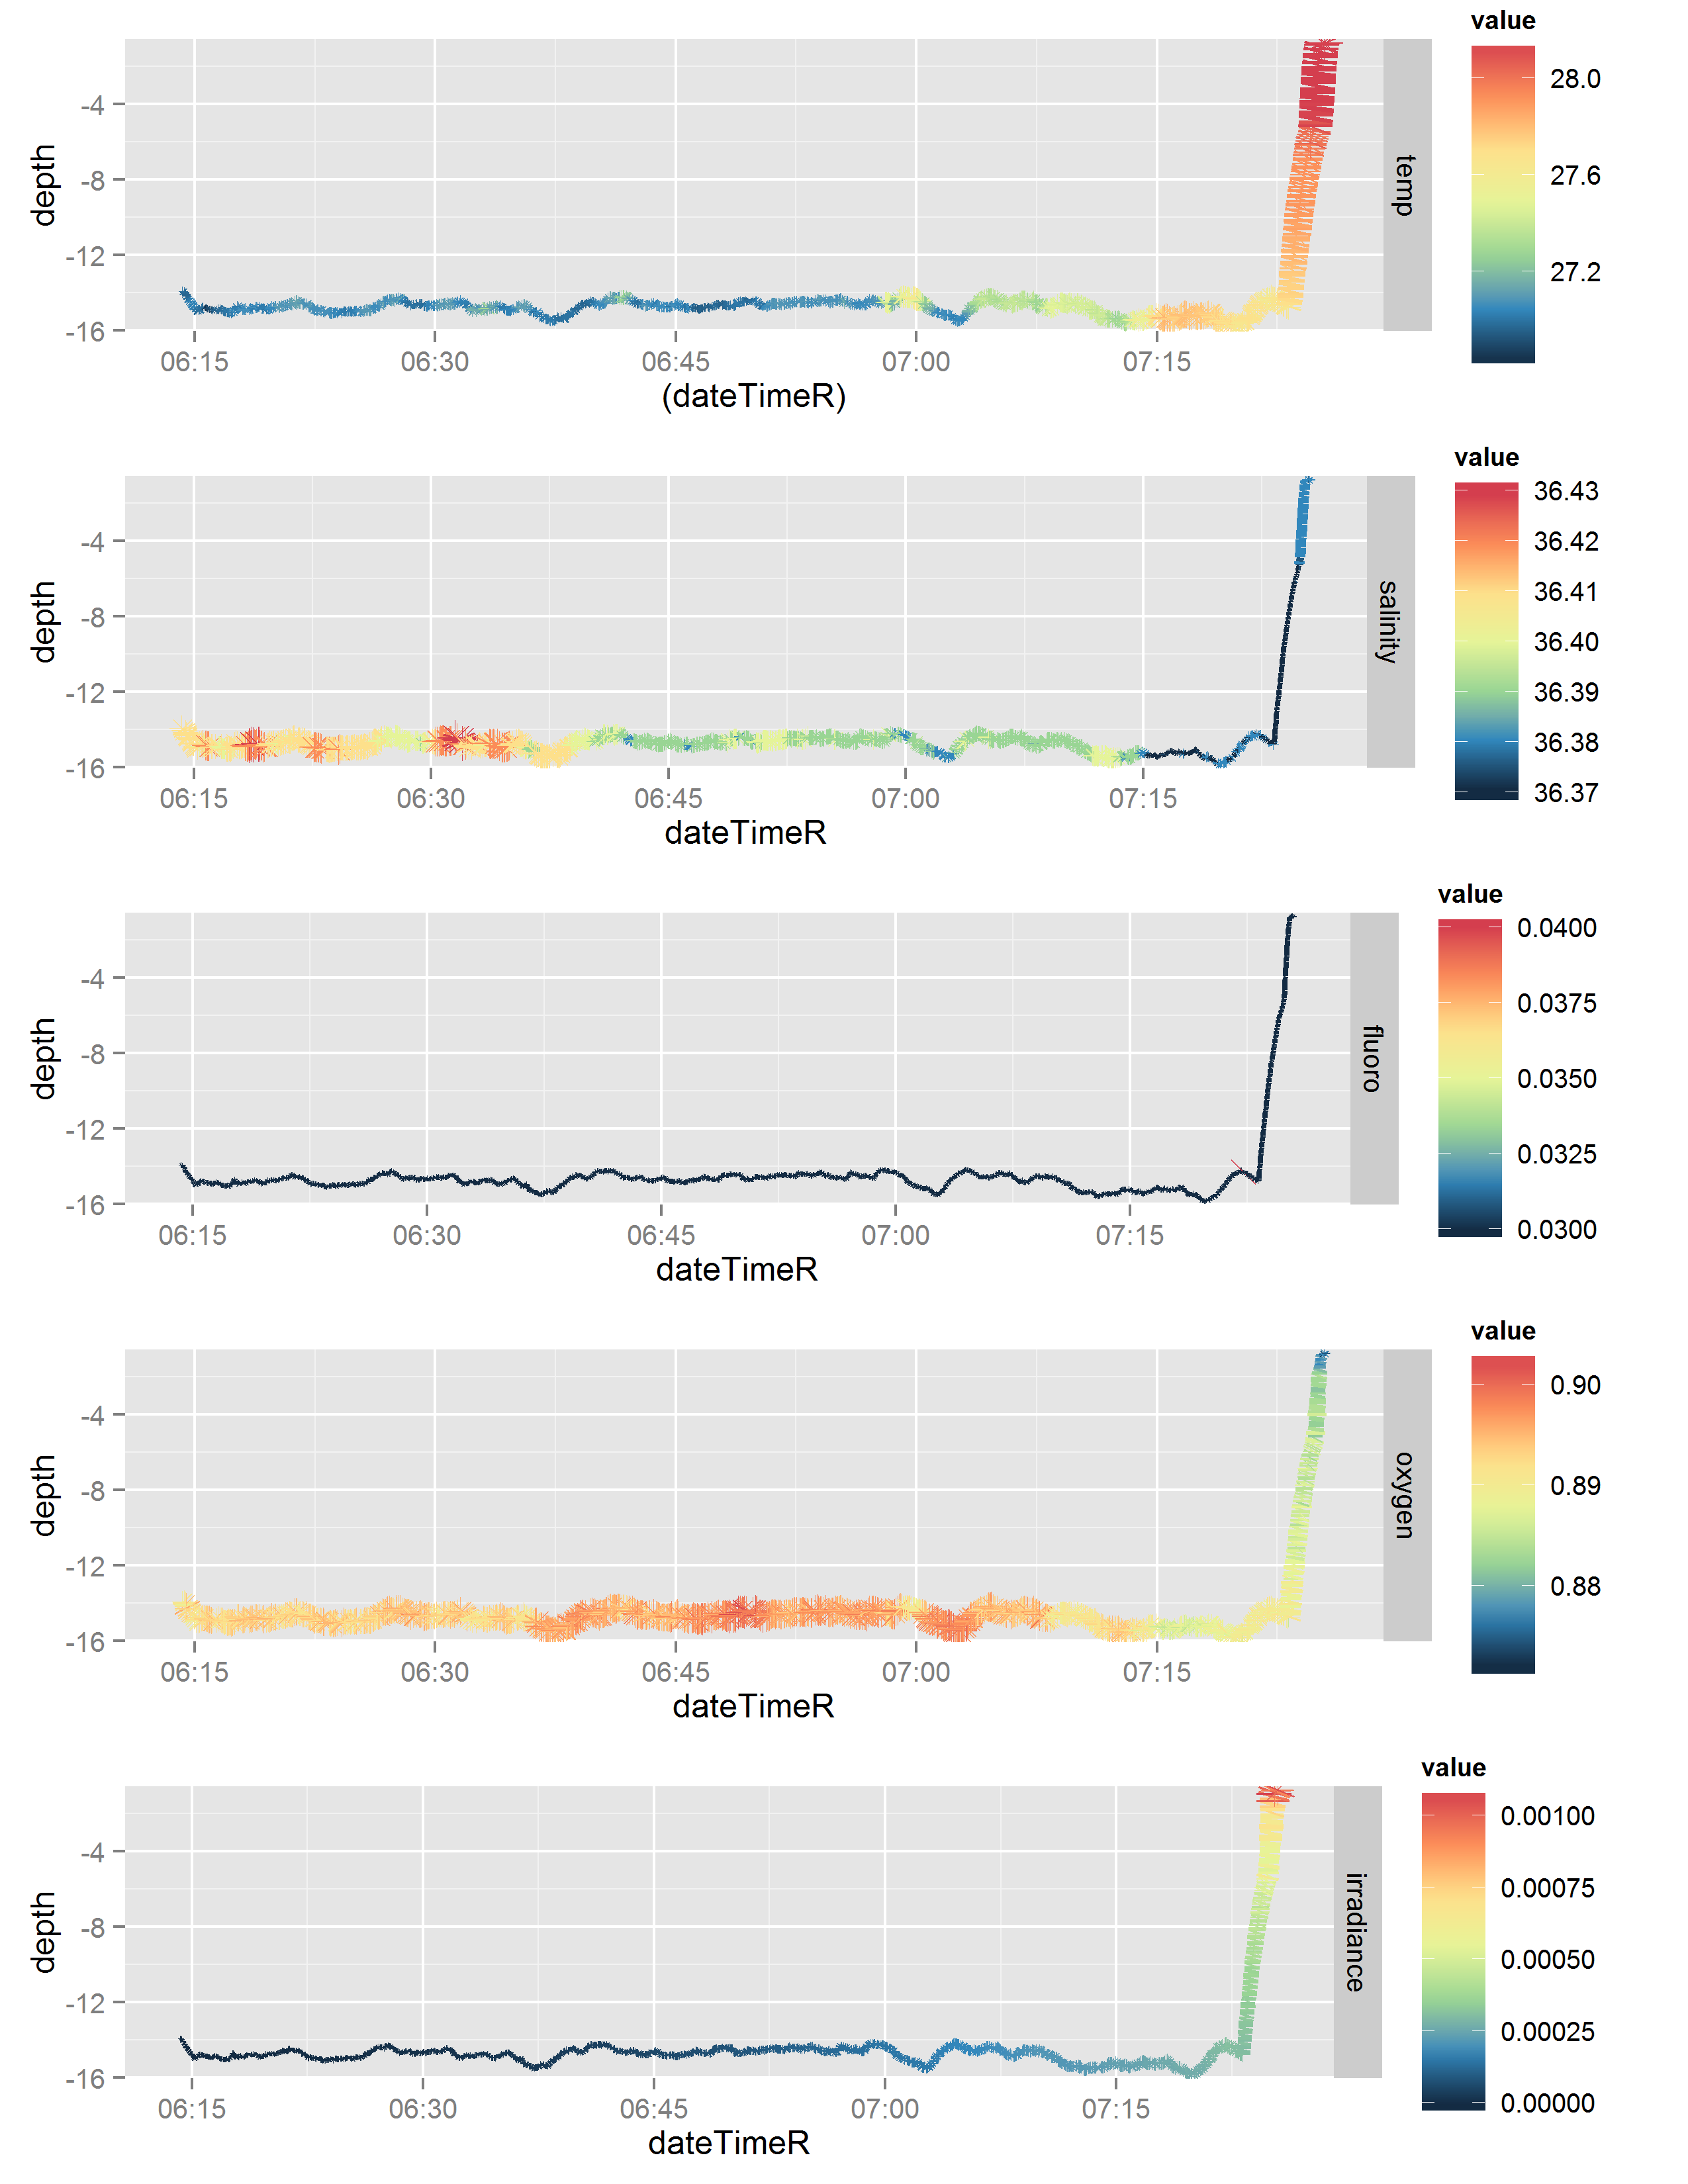 value
28.0
27.6
27.2
depth
-4
-8
-12
-16
temp
06:15 06:30 06:45 07:00 07:15
(dateTimeR)
value
36.43
36.42
36.41
36.40
36.39
36.38
36.37
depth
-4
-8
-12
-16
salinity
06:15 06:30 06:45 07:00 07:15
dateTimeR
value
0.0400
0.0375
0.0350
0.0325
0.0300
depth
-4
-8
-12
-16
fluoro
06:15 06:30 06:45 07:00 07:15
dateTimeR
value
0.90
0.89
0.88
depth
-4
-8
-12
-16
oxygen
06:15 06:30 06:45 07:00 07:15
dateTimeR
value
0.00100
0.00075
0.00050
0.00025
0.00000
depth
-4
-8
-12
-16
irradiance
06:15 06:30 06:45 07:00 07:15
dateTimeR